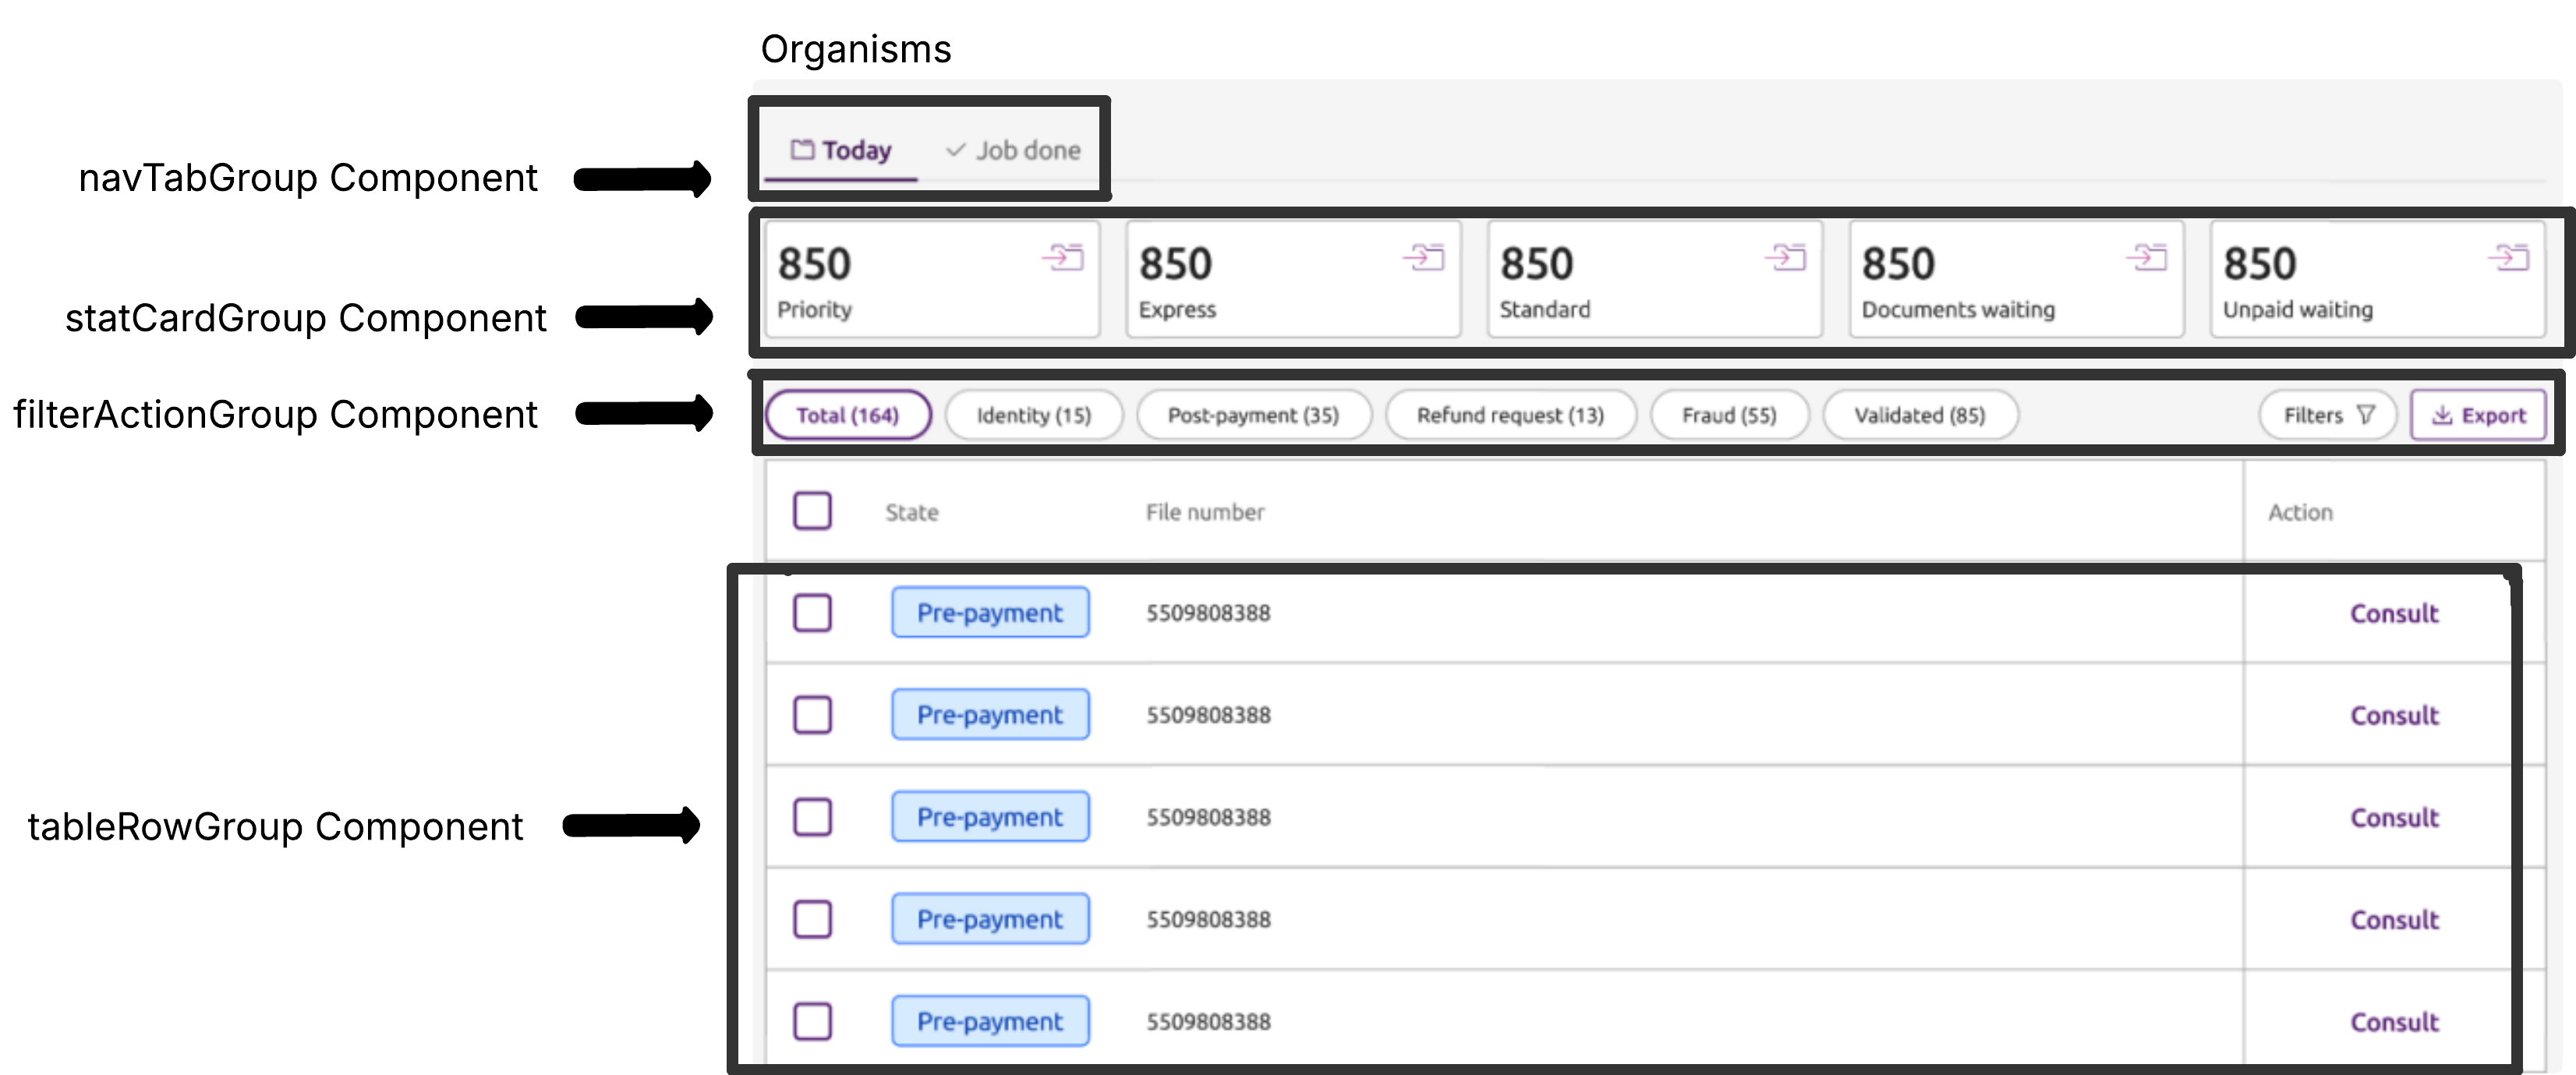 Organisms
navTabGroup Component
Today Job done
statCardGroup Component
850 850 850 850 850
Priority Express Standard Documents waiting Unpaid waiting
filterActionGroup Component
Total (164) Identity (15) Post-payment (35) Refund request (13) Fraud (55) Validated (85) Filters Export
State File number Action
Pre-payment 5509808388 Consult
Pre-payment 5509808388 Consult
tableRowGroup Component
Pre-payment 5509808388 Consult
Pre-payment 5509808388 Consult
Pre-payment 5509808388 Consult